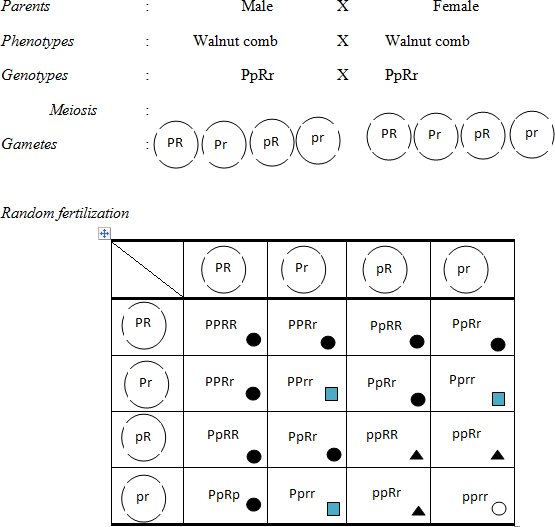 Parents : Male X Female
Phenotypes : Walnut comb X Walnut comb
Genotypes : PpRr X PpRr
Meiosis :
Gametes : PR Pr pR pr PR Pr pR pr
Random fertilization
PR Pr pR pr
PR PPRR PPRr PpRR PpRr
Pr PPRr PPrr PpRr Pprr
pR PpRR PpRr ppRR ppRr
pr PpRp Pprr ppRr pprr